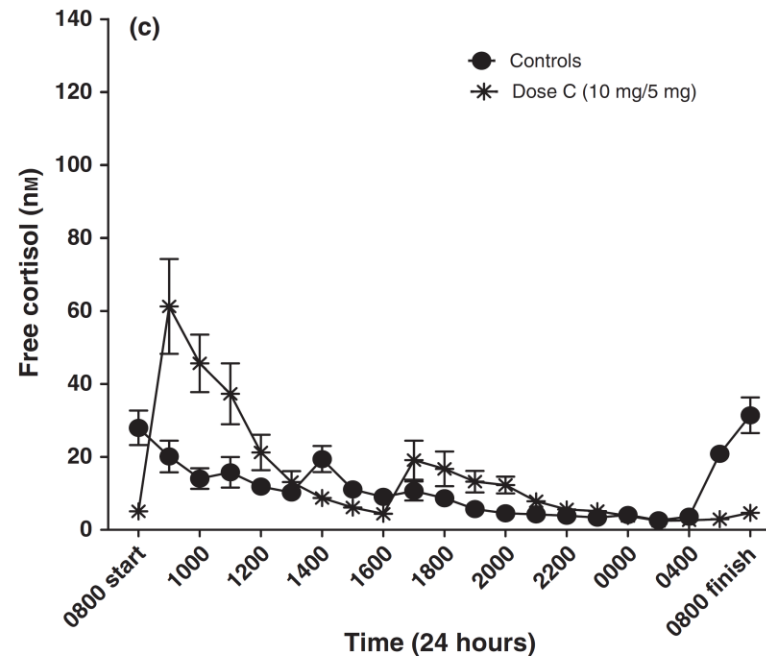 (c)
Controls
Dose C (10 mg/5 mg)
140
120
100
80
60
40
20
0
Free cortisol (nM)
0800 start
1000
1200
1400
1600
1800
2000
2200
0000
0400
0800 finish
Time (24 hours)